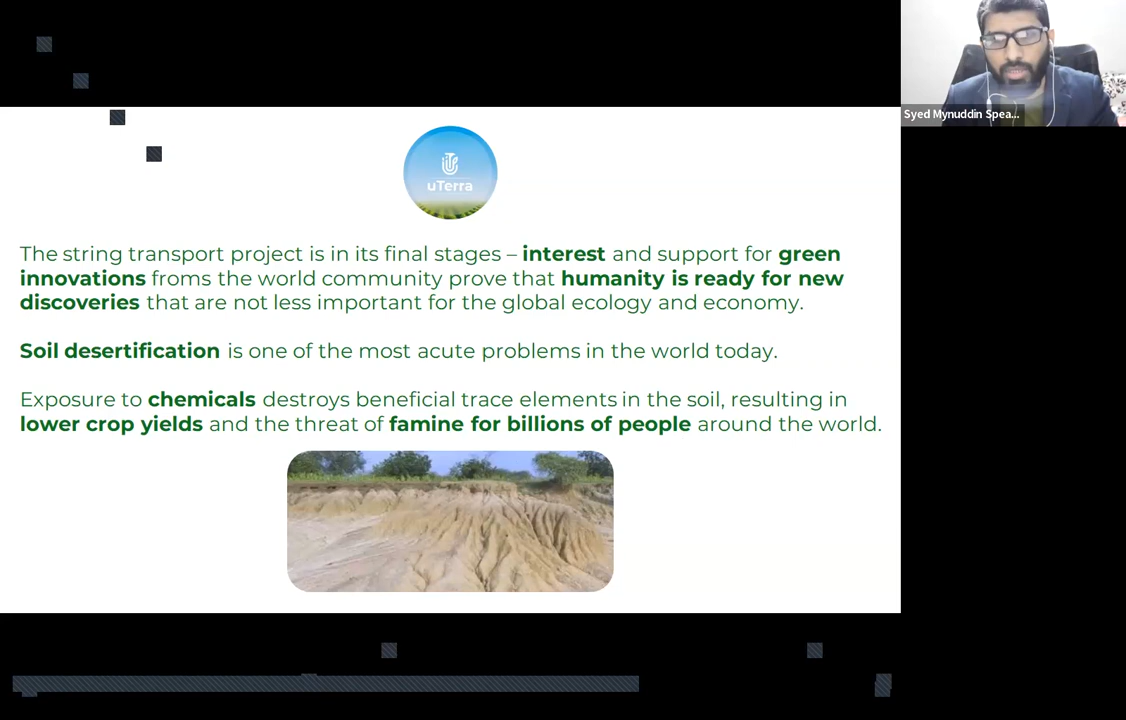 Syed Mynuddin Spea...
uTerra
The string transport project is in its final stages – interest and support for green
innovations froms the world community prove that humanity is ready for new
discoveries that are not less important for the global ecology and economy.
Soil desertification is one of the most acute problems in the world today.
Exposure to chemicals destroys beneficial trace elements in the soil, resulting in
lower crop yields and the threat of famine for billions of people around the world.